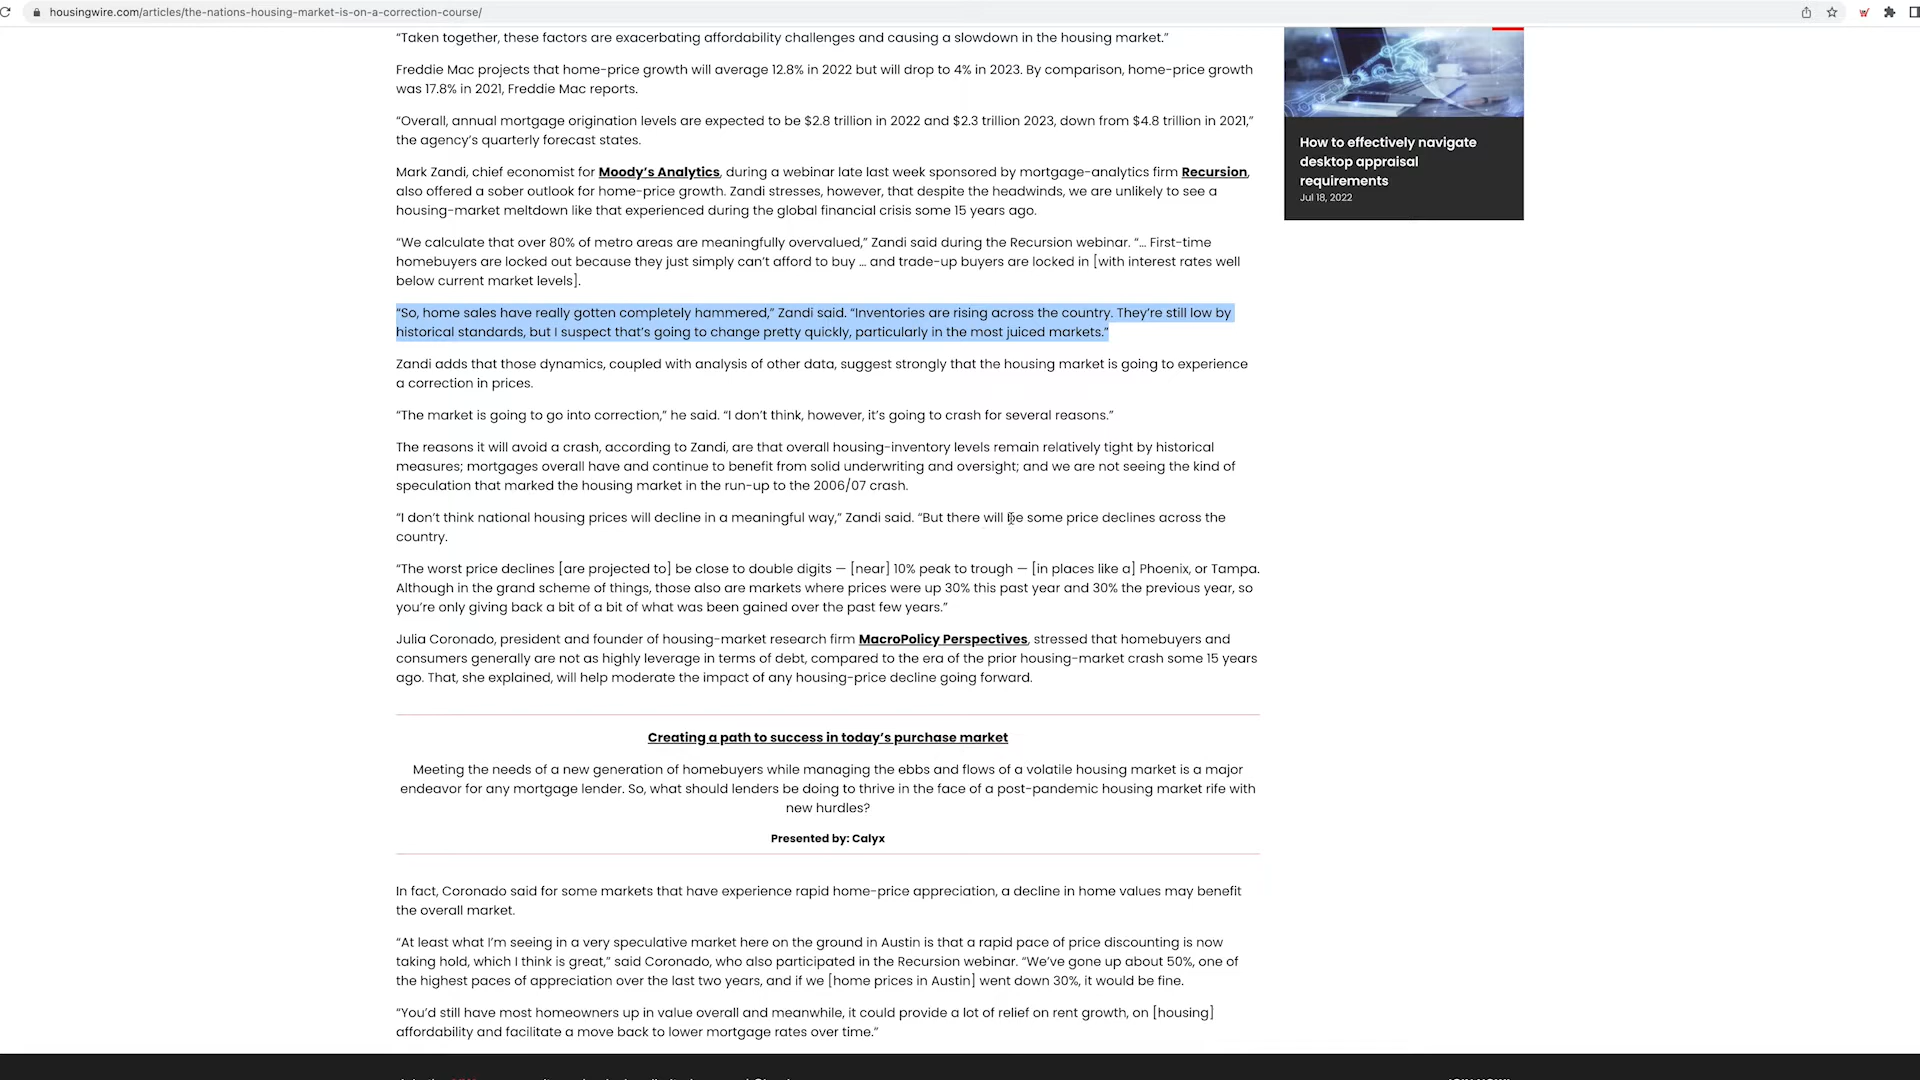 housingwire.com/articles/the-nations-housing-market-is-on-a-correction-course/
“Taken together, these factors are exacerbating affordability challenges and causing a slowdown in the housing market.”
Freddie Mac projects that home-price growth will average 12.8% in 2022 but will drop to 4% in 2023. By comparison, home-price growth
was 17.8% in 2021, Freddie Mac reports.
“Overall, annual mortgage origination levels are expected to be $2.8 trillion in 2022 and $2.3 trillion 2023, down from $4.8 trillion in 2021,”
the agency’s quarterly forecast states.
Mark Zandi, chief economist for Moody’s Analytics, during a webinar late last week sponsored by mortgage-analytics firm Recursion,
also offered a sober outlook for home-price growth. Zandi stresses, however, that despite the headwinds, we are unlikely to see a
housing-market meltdown like that experienced during the global financial crisis some 15 years ago.
“We calculate that over 80% of metro areas are meaningfully overvalued,” Zandi said during the Recursion webinar. “… First-time
homebuyers are locked out because they just simply can’t afford to buy … and trade-up buyers are locked in [with interest rates well
below current market levels].
“So, home sales have really gotten completely hammered,” Zandi said. “Inventories are rising across the country. They’re still low by
historical standards, but I suspect that’s going to change pretty quickly, particularly in the most juiced markets.”
Zandi adds that those dynamics, coupled with analysis of other data, suggest strongly that the housing market is going to experience
a correction in prices.
“The market is going to go into correction,” he said. “I don’t think, however, it’s going to crash for several reasons.”
The reasons it will avoid a crash, according to Zandi, are that overall housing-inventory levels remain relatively tight by historical
measures; mortgages overall have and continue to benefit from solid underwriting and oversight; and we are not seeing the kind of
speculation that marked the housing market in the run-up to the 2006/07 crash.
“I don’t think national housing prices will decline in a meaningful way,” Zandi said. “But there will be some price declines across the
country.
“The worst price declines [are projected to] be close to double digits — [near] 10% peak to trough — [in places like a] Phoenix, or Tampa.
Although in the grand scheme of things, those also are markets where prices were up 30% this past year and 30% the previous year, so
you’re only giving back a bit of a bit of what was been gained over the past few years.”
Julia Coronado, president and founder of housing-market research firm MacroPolicy Perspectives, stressed that homebuyers and
consumers generally are not as highly leverage in terms of debt, compared to the era of the prior housing-market crash some 15 years
ago. That, she explained, will help moderate the impact of any housing-price decline going forward.
Creating a path to success in today’s purchase market
Meeting the needs of a new generation of homebuyers while managing the ebbs and flows of a volatile housing market is a major
endeavor for any mortgage lender. So, what should lenders be doing to thrive in the face of a post-pandemic housing market rife with
new hurdles?
Presented by: Calyx
In fact, Coronado said for some markets that have experience rapid home-price appreciation, a decline in home values may benefit
the overall market.
“At least what I’m seeing in a very speculative market here on the ground in Austin is that a rapid pace of price discounting is now
taking hold, which I think is great,” said Coronado, who also participated in the Recursion webinar. “We’ve gone up about 50%, one of
the highest paces of appreciation over the last two years, and if we [home prices in Austin] went down 30%, it would be fine.
“You’d still have most homeowners up in value overall and meanwhile, it could provide a lot of relief on rent growth, on [housing]
affordability and facilitate a move back to lower mortgage rates over time.”
How to effectively navigate
desktop appraisal
requirements
Jul 18, 2022